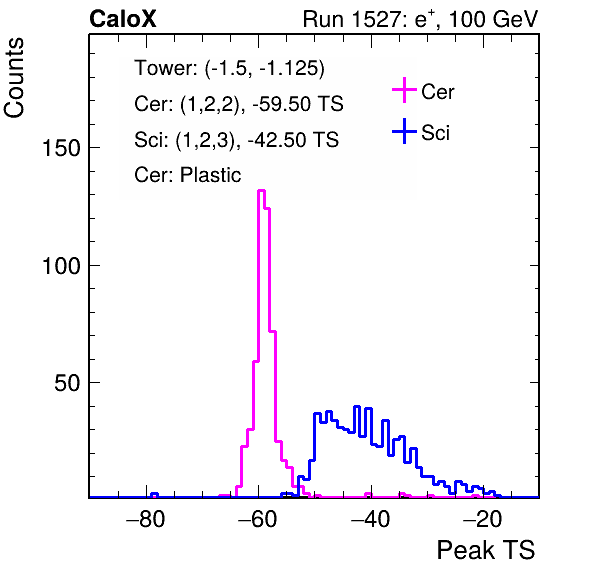 CaloX Run 1527: e+, 100 GeV
Counts
Tower: (-1.5, -1.125)
Cer: (1,2,2), -59.50 TS
Sci: (1,2,3), -42.50 TS
Cer: Plastic
Cer
Sci
150
100
50
−80 −60 −40 −20
Peak TS